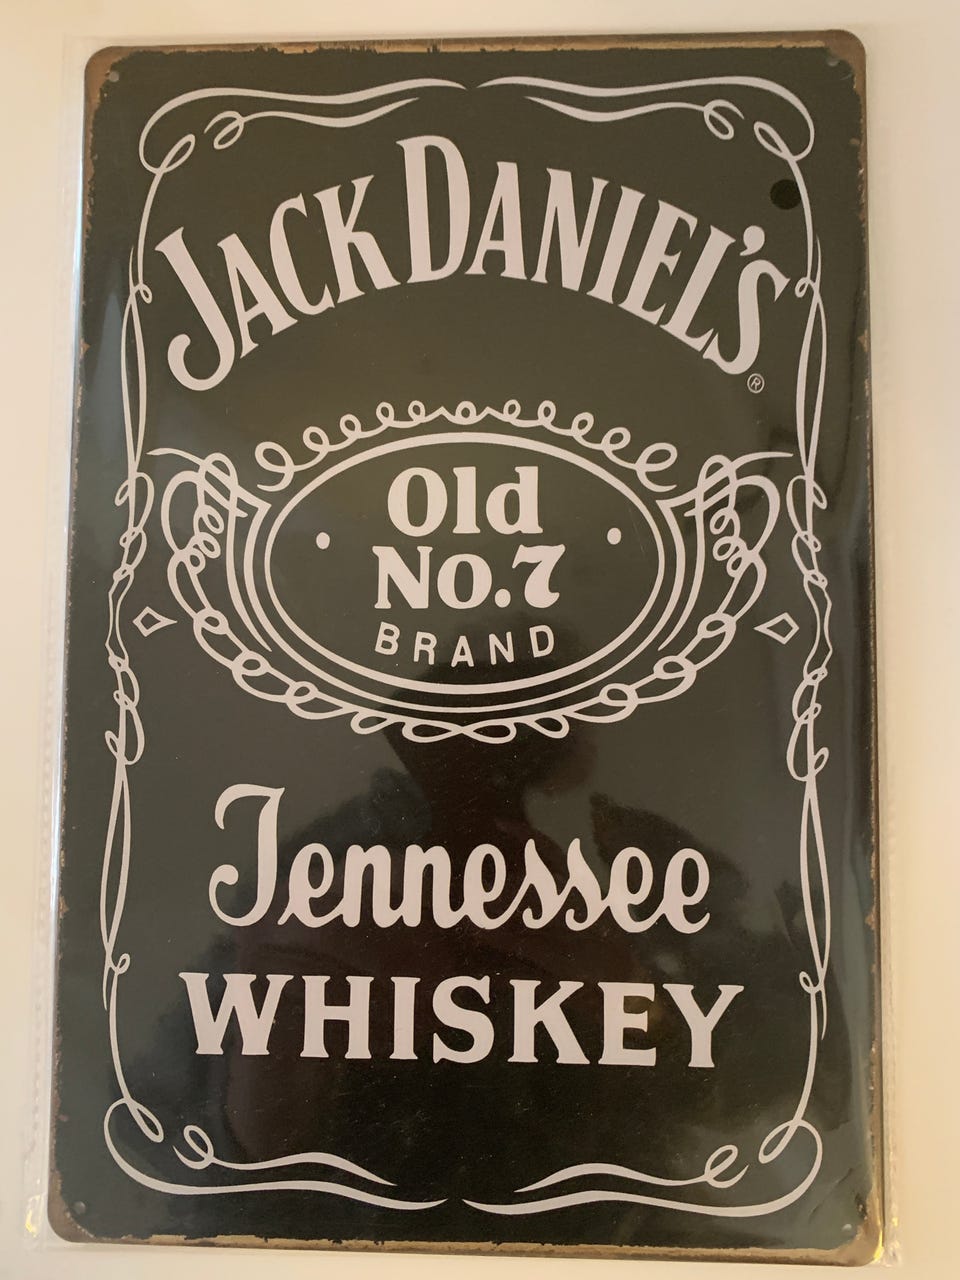 JACK DANIEL'S
®
Old
No.7
BRAND
Tennessee
WHISKEY